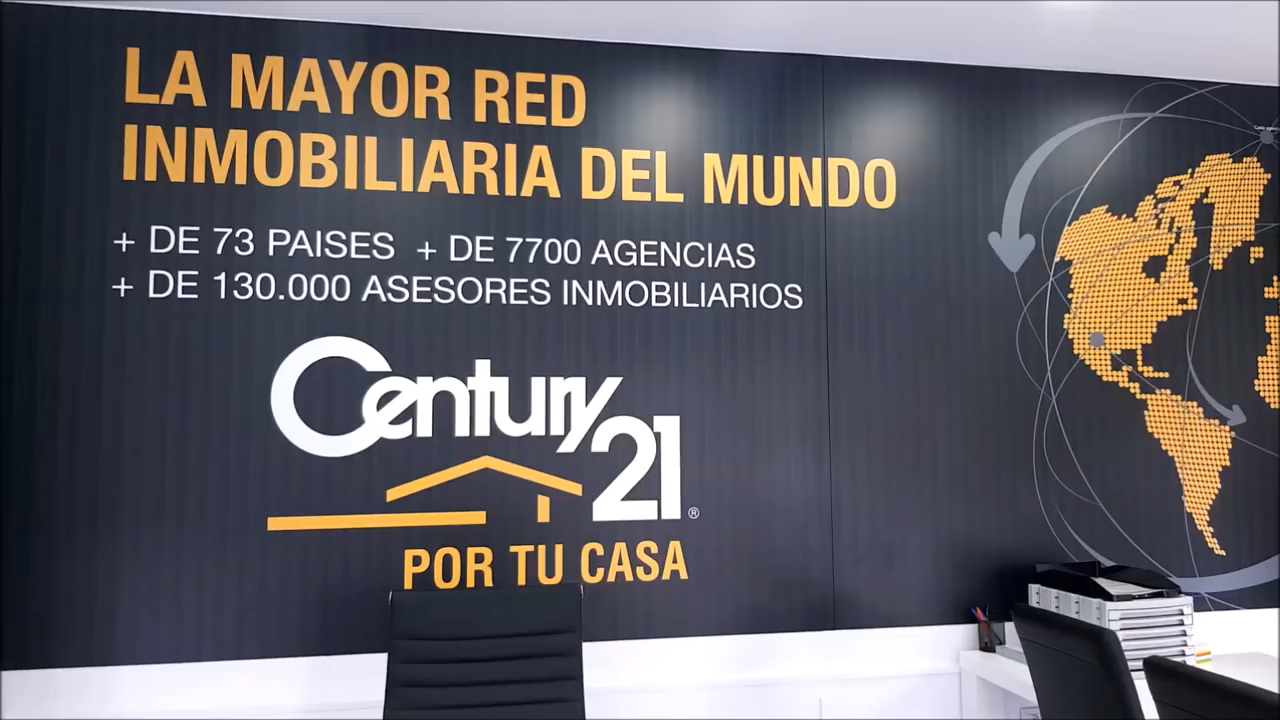 LA MAYOR RED
INMOBILIARIA DEL MUNDO
+ DE 73 PAISES + DE 7700 AGENCIAS
+ DE 130.000 ASESORES INMOBILIARIOS
Century
21®
POR TU CASA